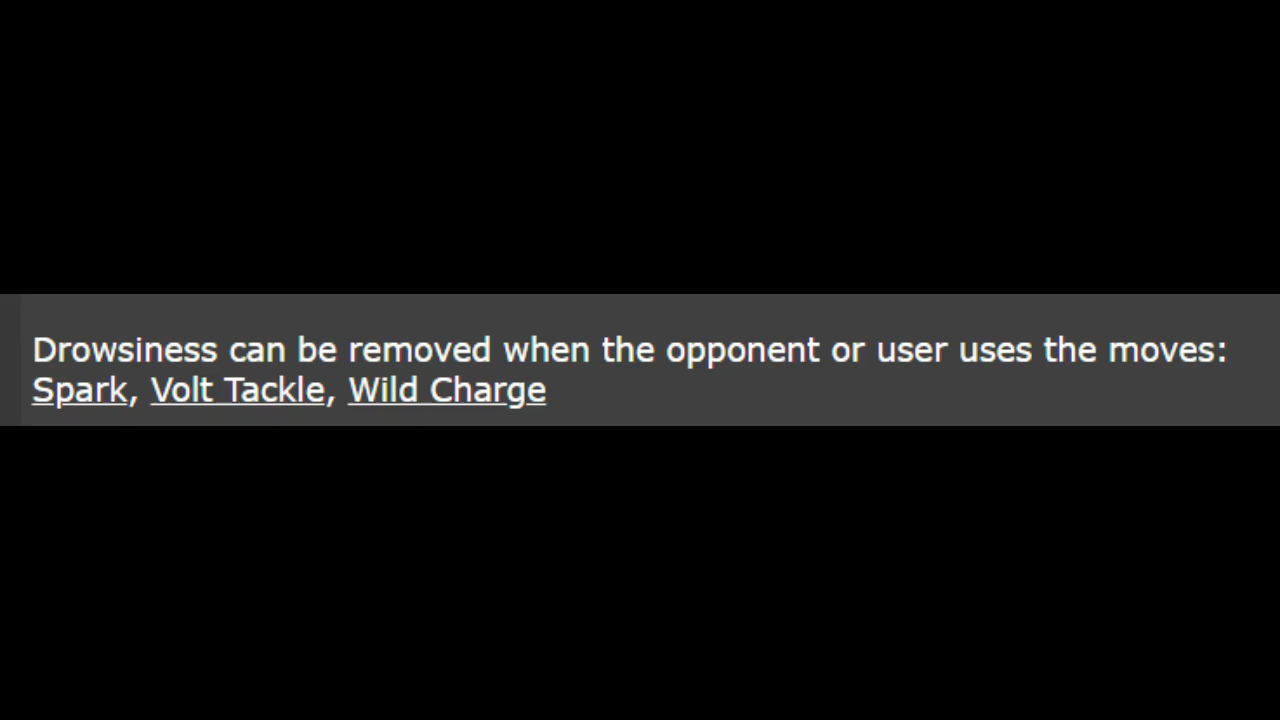 Drowsiness can be removed when the opponent or user uses the moves:
Spark, Volt Tackle, Wild Charge